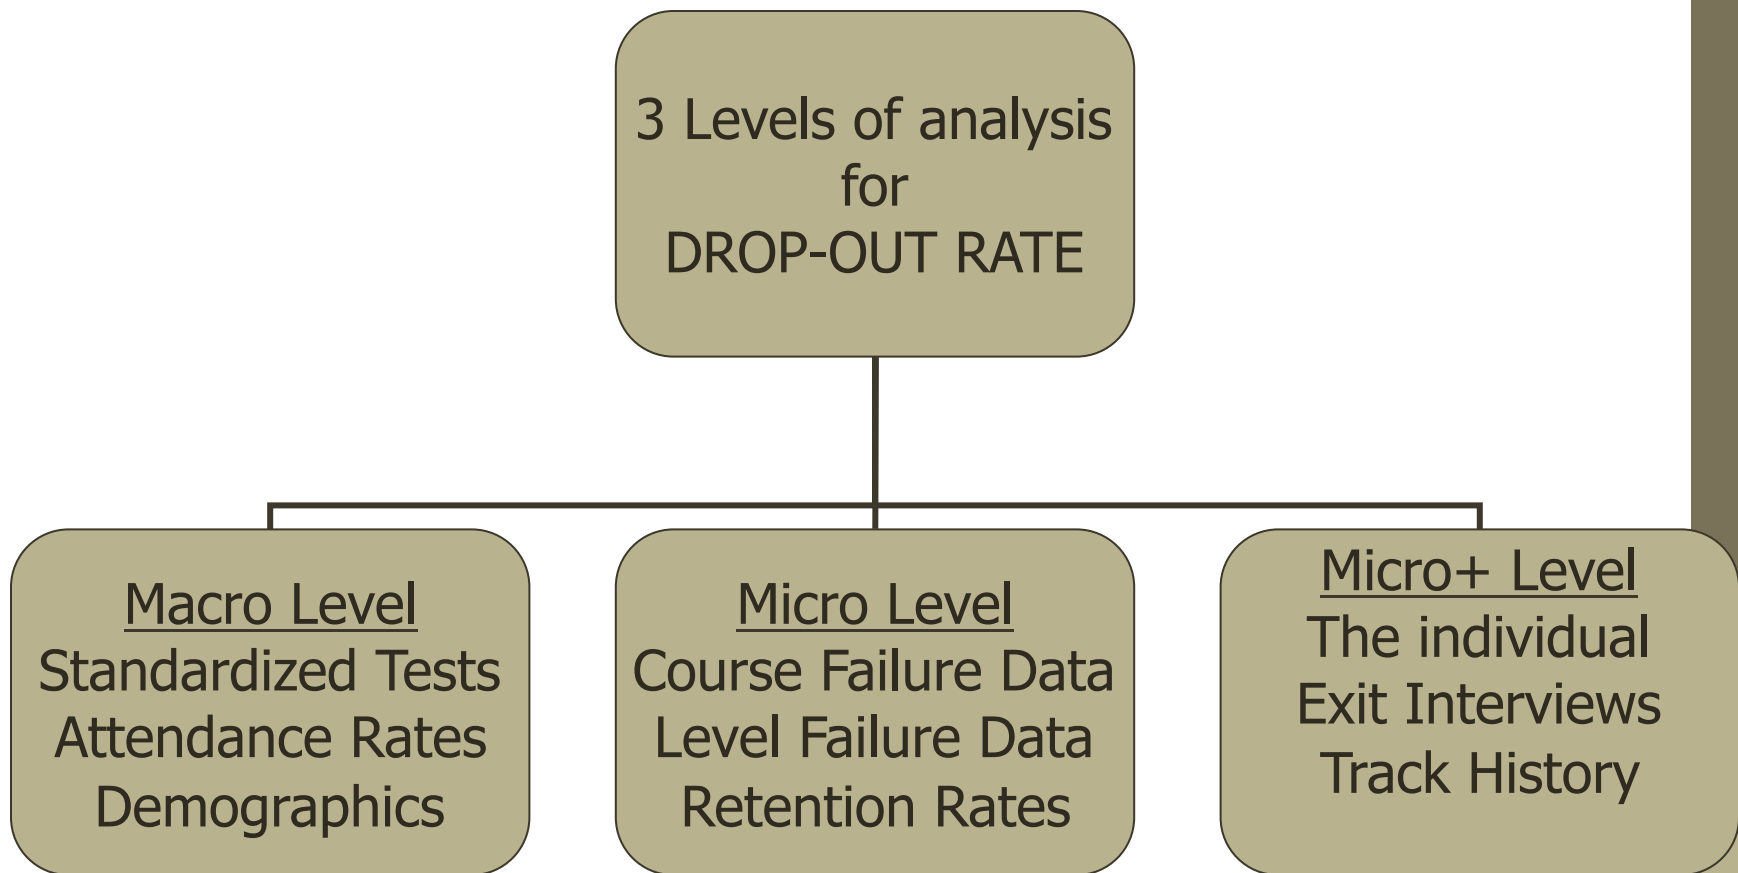 3 Levels of analysis
for
DROP-OUT RATE
Macro Level
Standardized Tests
Attendance Rates
Demographics
Micro Level
Course Failure Data
Level Failure Data
Retention Rates
Micro+ Level
The individual
Exit Interviews
Track History